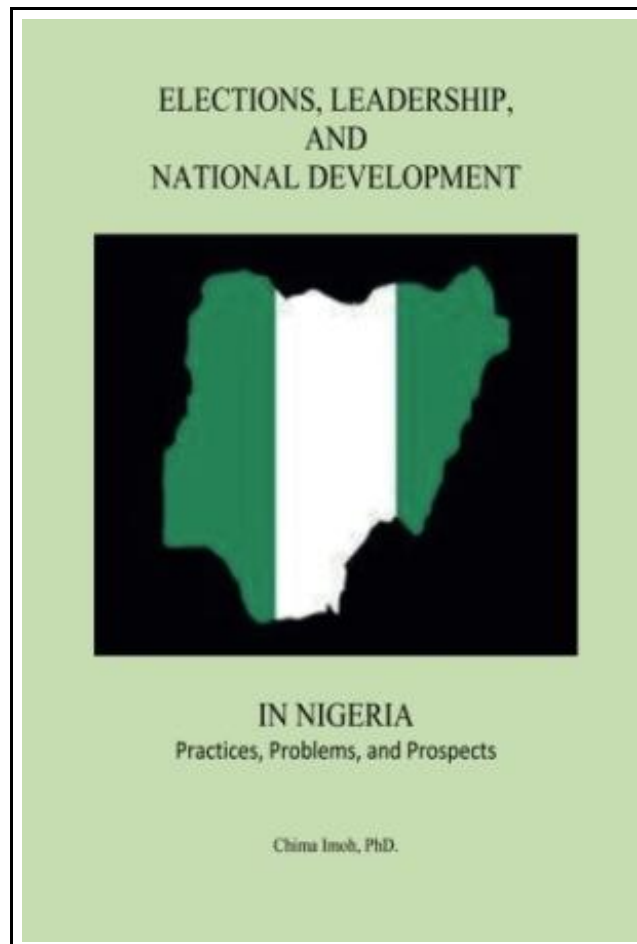 ELECTIONS, LEADERSHIP,
AND
NATIONAL DEVELOPMENT
IN NIGERIA
Practices, Problems, and Prospects
Chima Imoh, PhD.